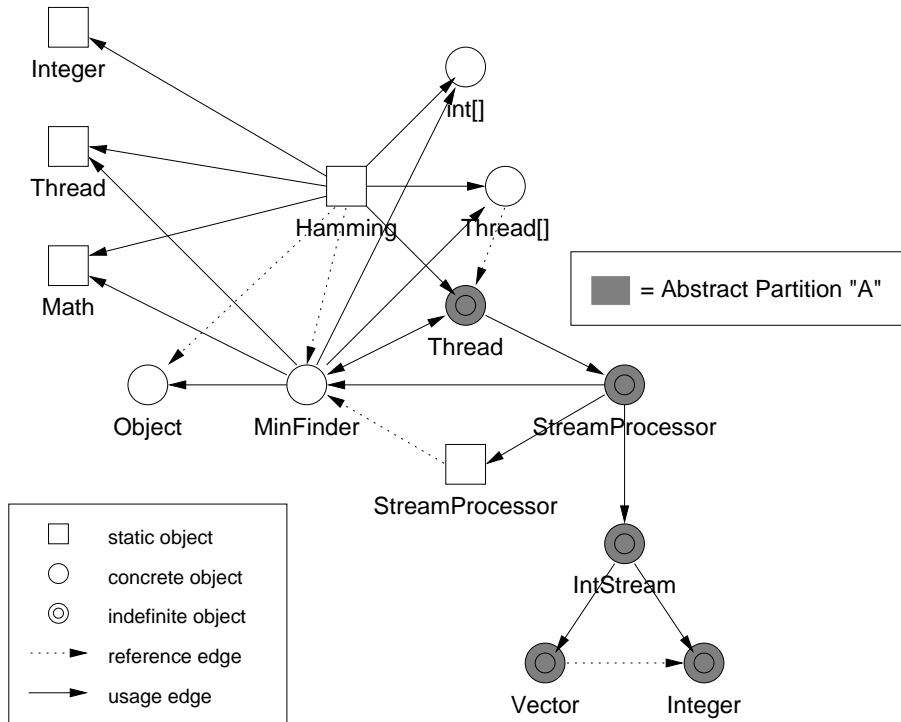 Integer
int[]
Thread
Hamming
Thread[]
Math
= Abstract Partition "A"
Thread
Object
MinFinder
StreamProcessor
StreamProcessor
static object
concrete object
indefinite object
reference edge
usage edge
IntStream
Vector
Integer